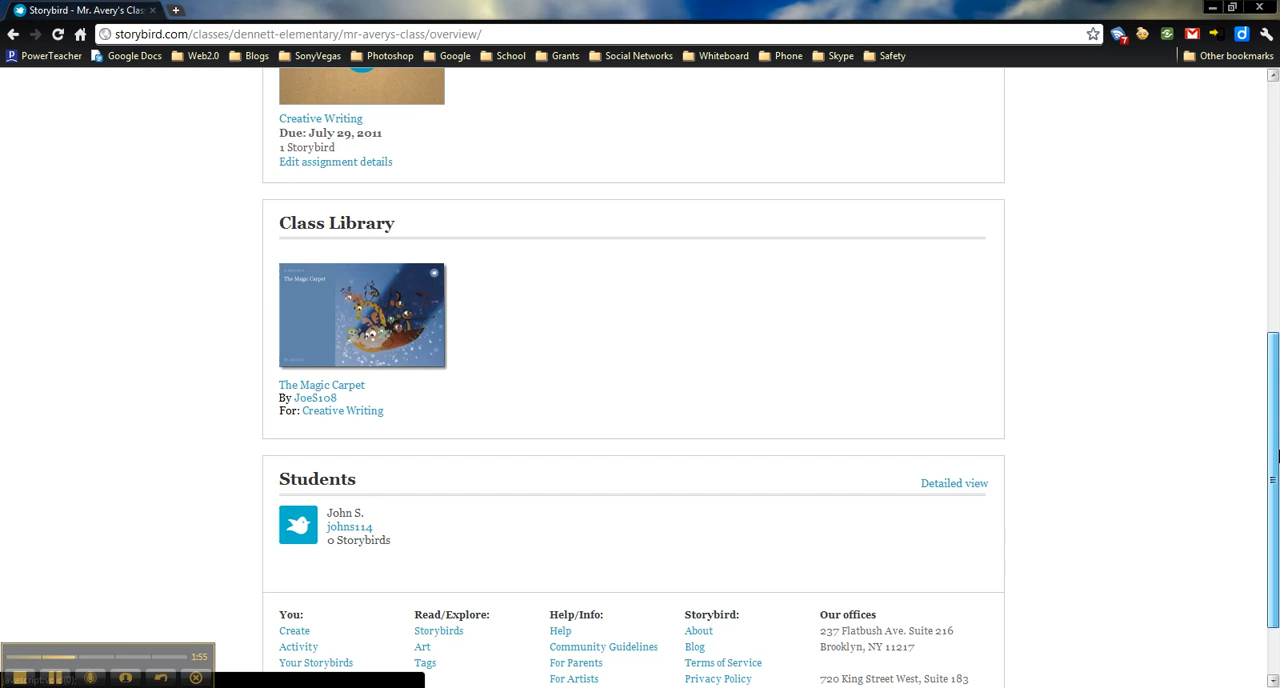 Storybird - Mr. Avery's Clas
storybird.com/classes/dennett-elementary/mr-averys-class/overview/
PowerTeacher Google Docs Web2.0 Blogs SonyVegas Photoshop Google School Grants Social Networks Whiteboard Phone Skype Safety Other bookmarks
Creative Writing
Due: July 29, 2011
1 Storybird
Edit assignment details
Class Library
The Magic Carpet
The Magic Carpet
By JoeS108
For: Creative Writing
Students
Detailed view
John S.
johns114
0 Storybirds
You: Read/Explore: Help/Info: Storybird: Our offices
Create Storybirds Help About 237 Flatbush Ave. Suite 216
Activity Art Community Guidelines Blog Brooklyn, NY 11217
Your Storybirds Tags For Parents Terms of Service
For Artists Privacy Policy 720 King Street West, Suite 183
1:55